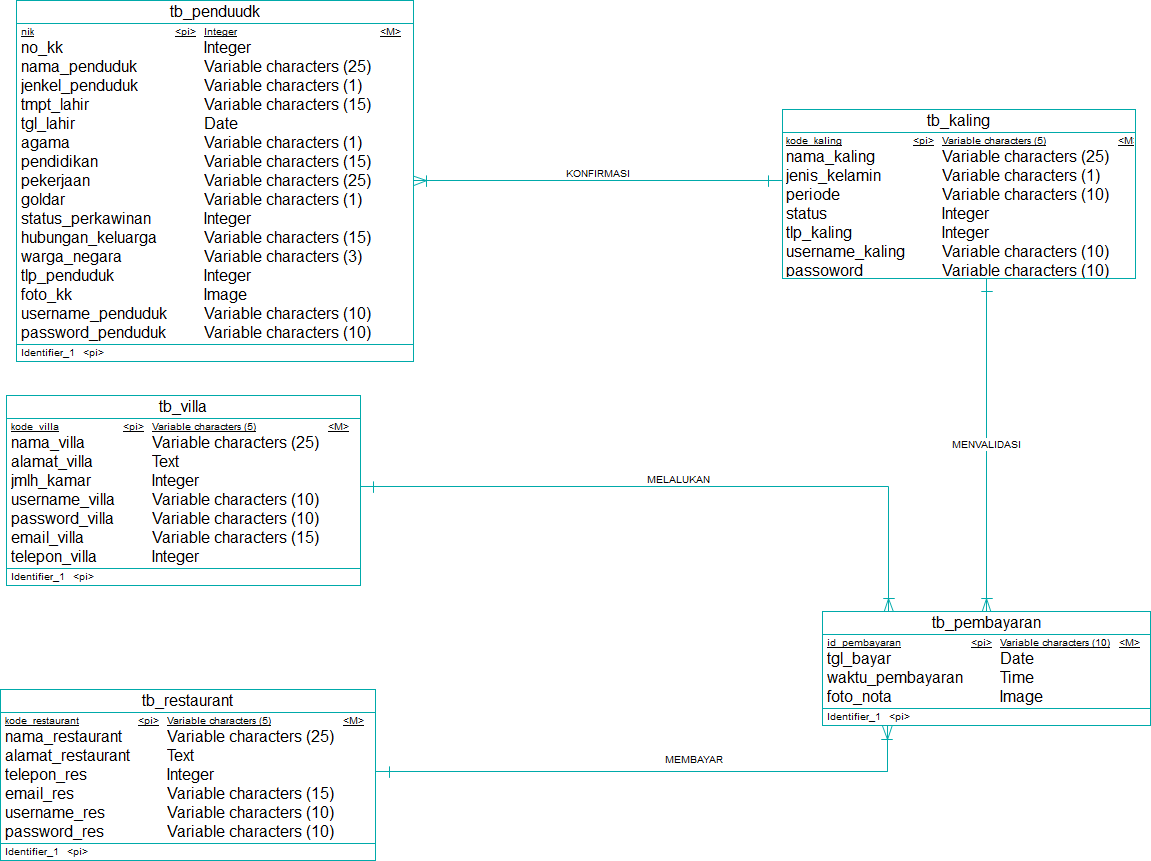 tb_penduudk
nik <pi> Integer <M>
no_kk Integer
nama_penduduk Variable characters (25)
jenkel_penduduk Variable characters (1)
tmpt_lahir Variable characters (15)
tgl_lahir Date
agama Variable characters (1)
pendidikan Variable characters (15)
pekerjaan Variable characters (25)
goldar Variable characters (1)
status_perkawinan Integer
hubungan_keluarga Variable characters (15)
warga_negara Variable characters (3)
tlp_penduduk Integer
foto_kk Image
username_penduduk Variable characters (10)
password_penduduk Variable characters (10)
Identifier_1 <pi>
KONFIRMASI
tb_kaling
kode_kaling <pi> Variable characters (5) <M
nama_kaling Variable characters (25)
jenis_kelamin Variable characters (1)
periode Variable characters (10)
status Integer
tlp_kaling Integer
username_kaling Variable characters (10)
passoword Variable characters (10)
MENVALIDASI
tb_villa
kode_villa <pi> Variable characters (5) <M>
nama_villa Variable characters (25)
alamat_villa Text
jmlh_kamar Integer
username_villa Variable characters (10)
password_villa Variable characters (10)
email_villa Variable characters (15)
telepon_villa Integer
Identifier_1 <pi>
MELALUKAN
tb_pembayaran
id_pembayaran <pi> Variable characters (10) <M>
tgl_bayar Date
waktu_pembayaran Time
foto_nota Image
Identifier_1 <pi>
tb_restaurant
kode_restaurant <pi> Variable characters (5) <M>
nama_restaurant Variable characters (25)
alamat_restaurant Text
telepon_res Integer
email_res Variable characters (15)
username_res Variable characters (10)
password_res Variable characters (10)
Identifier_1 <pi>
MEMBAYAR